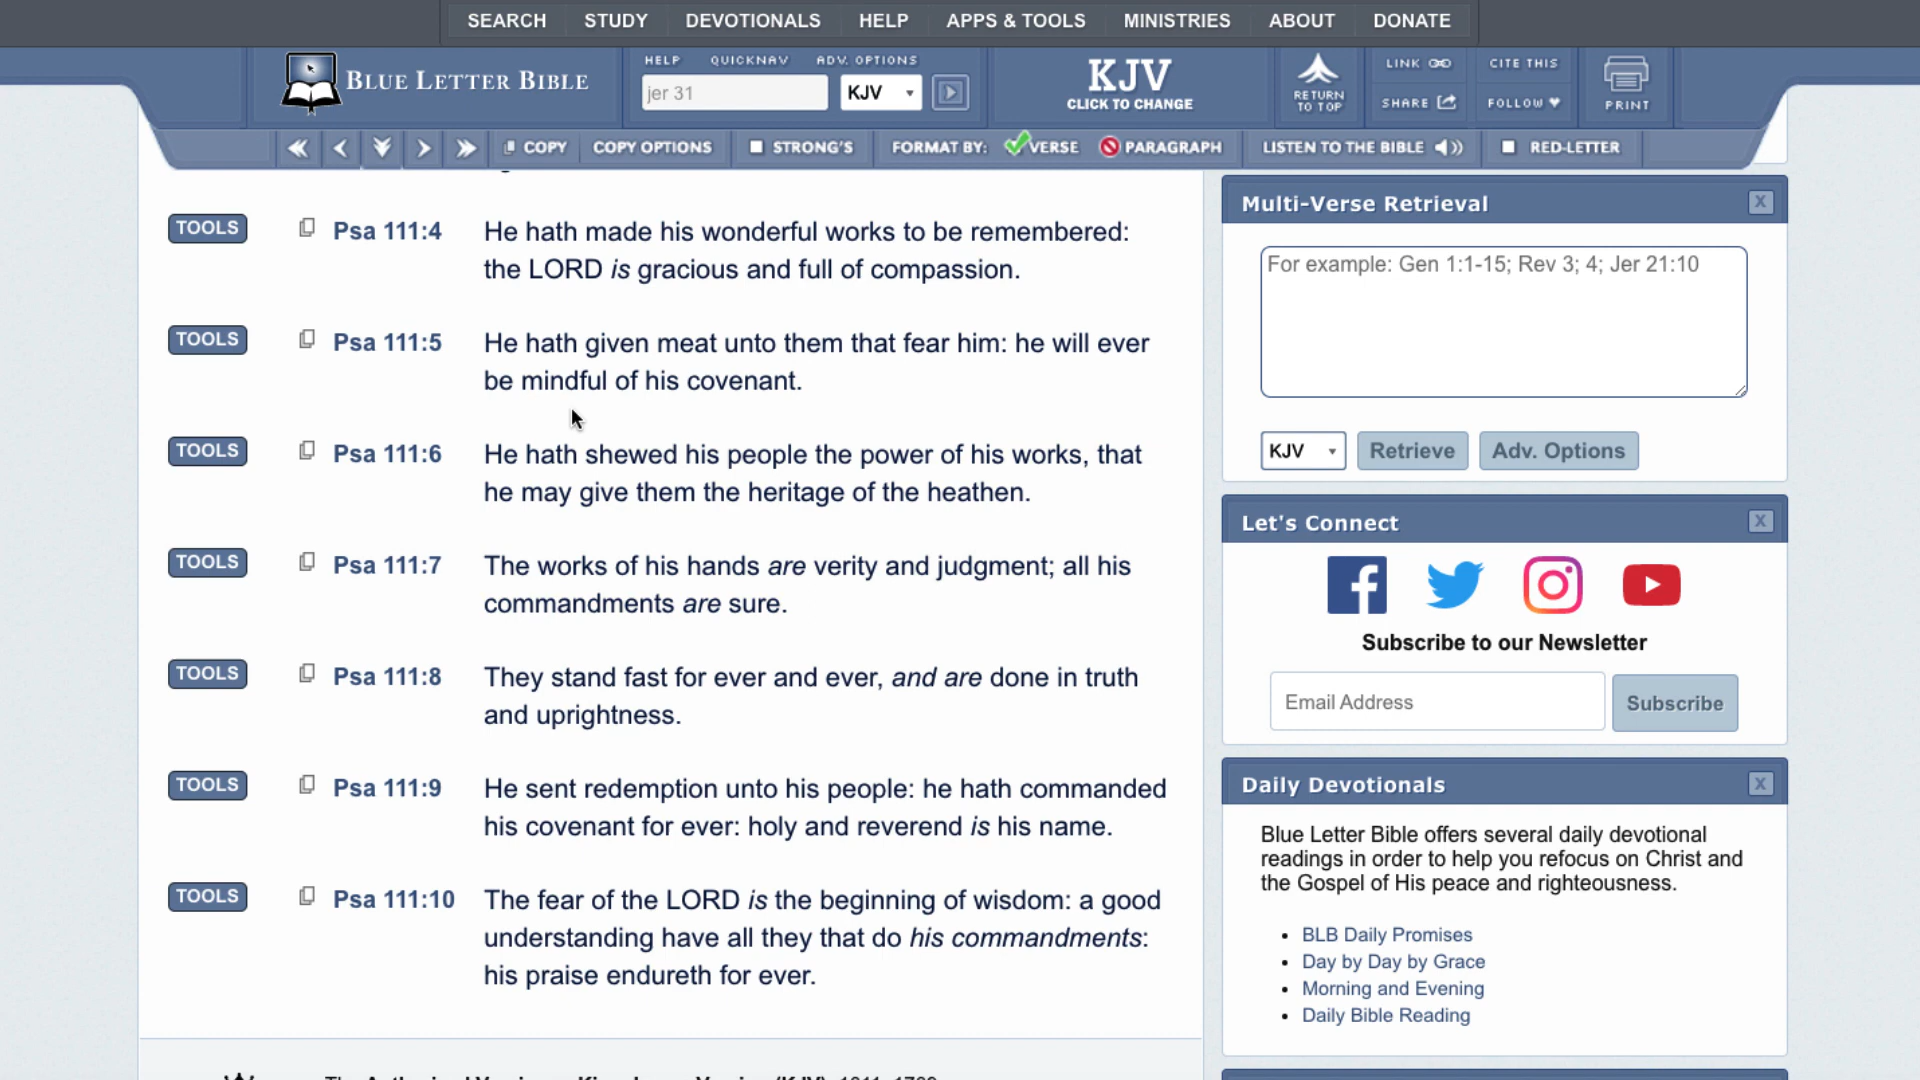 SEARCH STUDY DEVOTIONALS HELP APPS & TOOLS MINISTRIES ABOUT DONATE
BLUE LETTER BIBLE
HELP QUICKNAV ADV. OPTIONS
jer 31 KJV
KJV
CLICK TO CHANGE
RETURN
TO TOP
LINK
SHARE
CITE THIS
FOLLOW
PRINT
COPY COPY OPTIONS STRONG'S FORMAT BY: VERSE PARAGRAPH LISTEN TO THE BIBLE RED-LETTER
TOOLS Psa 111:4 He hath made his wonderful works to be remembered:
the LORD is gracious and full of compassion.
TOOLS Psa 111:5 He hath given meat unto them that fear him: he will ever
be mindful of his covenant.
TOOLS Psa 111:6 He hath shewed his people the power of his works, that
he may give them the heritage of the heathen.
TOOLS Psa 111:7 The works of his hands are verity and judgment; all his
commandments are sure.
TOOLS Psa 111:8 They stand fast for ever and ever, and are done in truth
and uprightness.
TOOLS Psa 111:9 He sent redemption unto his people: he hath commanded
his covenant for ever: holy and reverend is his name.
TOOLS Psa 111:10 The fear of the LORD is the beginning of wisdom: a good
understanding have all they that do his commandments:
his praise endureth for ever.
Multi-Verse Retrieval X
For example: Gen 1:1-15; Rev 3; 4; Jer 21:10
KJV Retrieve Adv. Options
Let's Connect X
Subscribe to our Newsletter
Email Address Subscribe
Daily Devotionals X
Blue Letter Bible offers several daily devotional
readings in order to help you refocus on Christ and
the Gospel of His peace and righteousness.
• BLB Daily Promises
• Day by Day by Grace
• Morning and Evening
• Daily Bible Reading